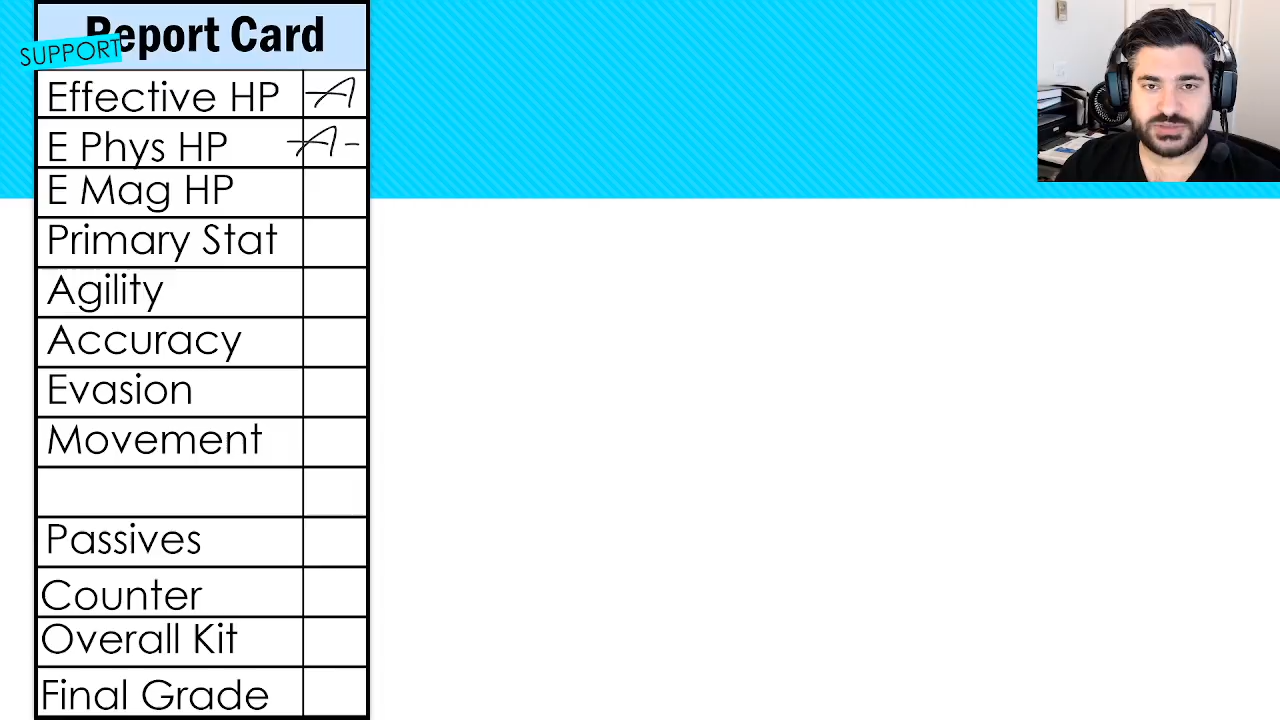 Report Card
SUPPORT
Effective HP A
E Phys HP A-
E Mag HP
Primary Stat
Agility
Accuracy
Evasion
Movement
Passives
Counter
Overall Kit
Final Grade